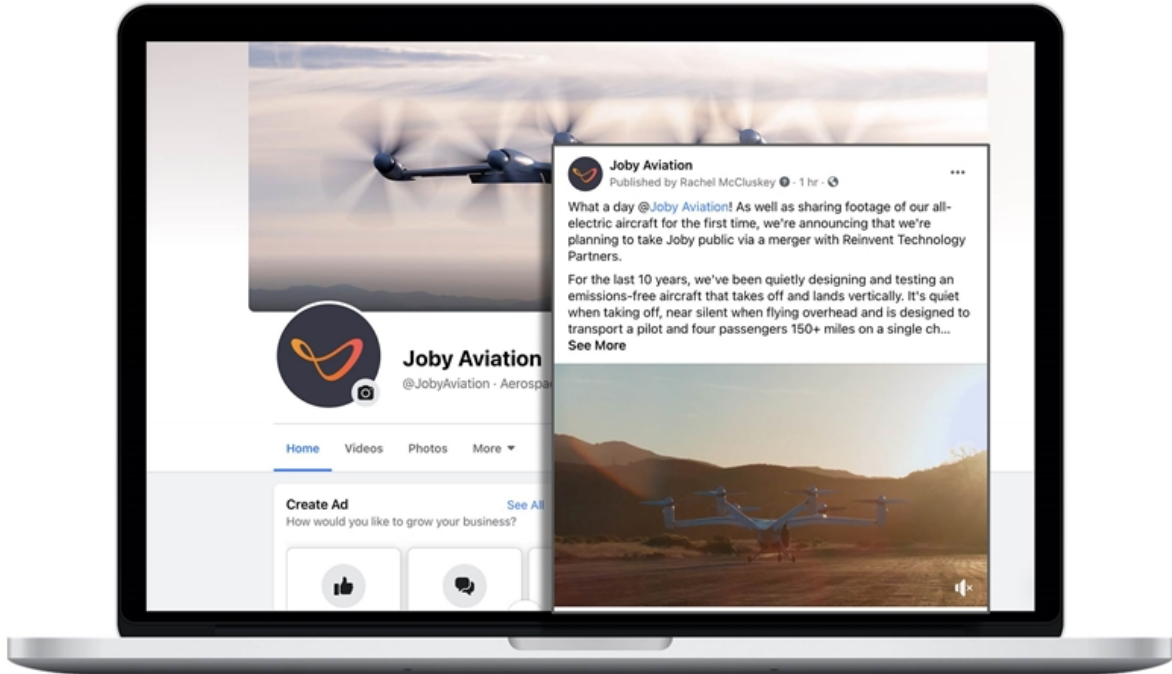 Joby Aviation
Published by Rachel McCluskey · 1 hr ·
What a day @Joby Aviation! As well as sharing footage of our all-
electric aircraft for the first time, we're announcing that we're
planning to take Joby public via a merger with Reinvent Technology
Partners.
For the last 10 years, we've been quietly designing and testing an
emissions-free aircraft that takes off and lands vertically. It's quiet
when taking off, near silent when flying overhead and is designed to
transport a pilot and four passengers 150+ miles on a single ch...
See More
Joby Aviation
@JobyAviation · Aerospa
Home Videos Photos More
Create Ad See All
How would you like to grow your business?